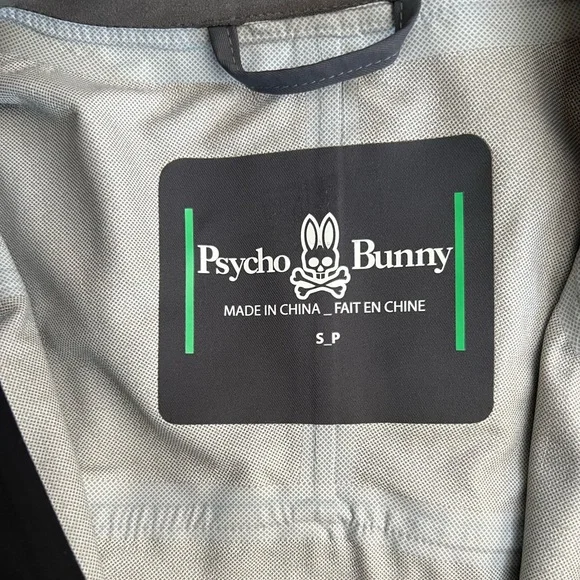 Psycho Bunny
MADE IN CHINA _ FAIT EN CHINE
S_P